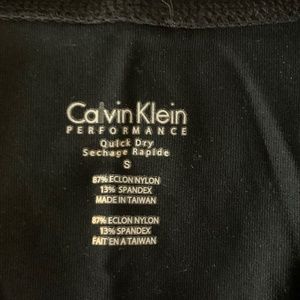 Calvin Klein
PERFORMANCE
Quick Dry
Sechage Rapide
S
87% ECLON NYLON
13% SPANDEX
MADE IN TAIWAN
87% ECLON NYLON
13% SPANDEX
FAIT EN A TAIWAN